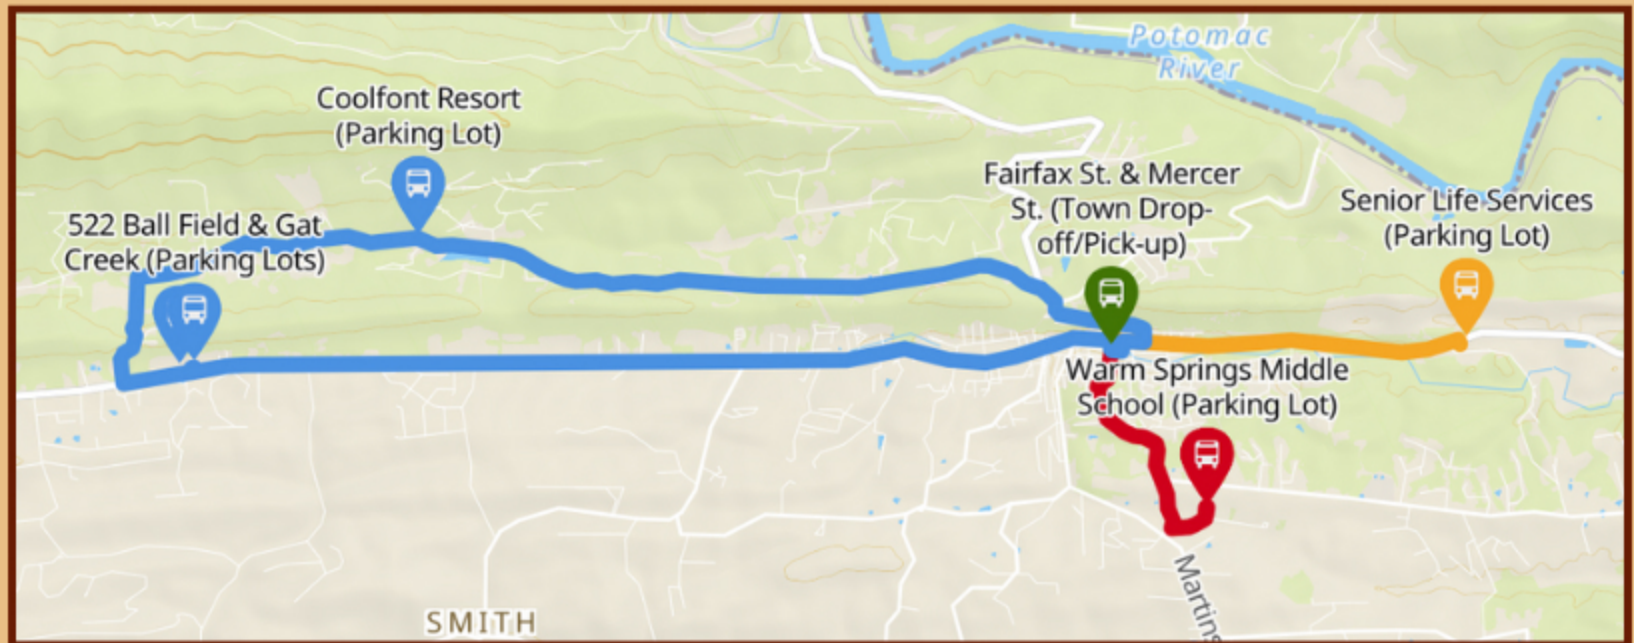 Potomac
River
Coolfont Resort
(Parking Lot)
Fairfax St. & Mercer
St. (Town Drop-
off/Pick-up)
Senior Life Services
(Parking Lot)
522 Ball Field & Gat
Creek (Parking Lots)
Warm Springs Middle
School (Parking Lot)
Martins
SMITH